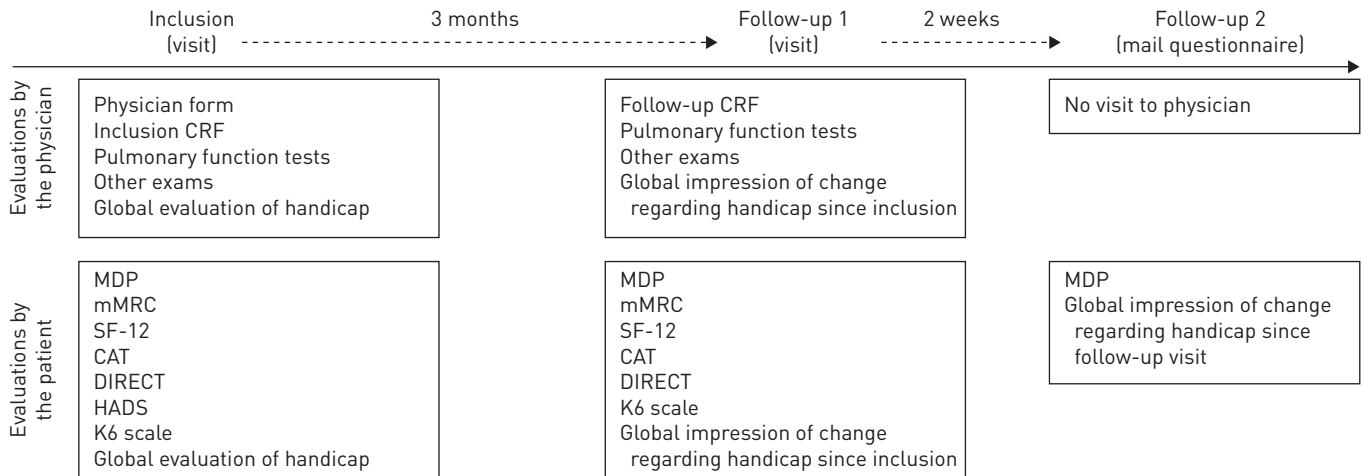 Inclusion
(visit)
3 months
Follow-up 1
(visit)
2 weeks
Follow-up 2
(mail questionnaire)
Evaluations by
the physician
Physician form
Inclusion CRF
Pulmonary function tests
Other exams
Global evaluation of handicap
Follow-up CRF
Pulmonary function tests
Other exams
Global impression of change
regarding handicap since inclusion
No visit to physician
Evaluations by
the patient
MDP
mMRC
SF-12
CAT
DIRECT
HADS
K6 scale
Global evaluation of handicap
MDP
mMRC
SF-12
CAT
DIRECT
K6 scale
Global impression of change
regarding handicap since inclusion
MDP
Global impression of change
regarding handicap since
follow-up visit